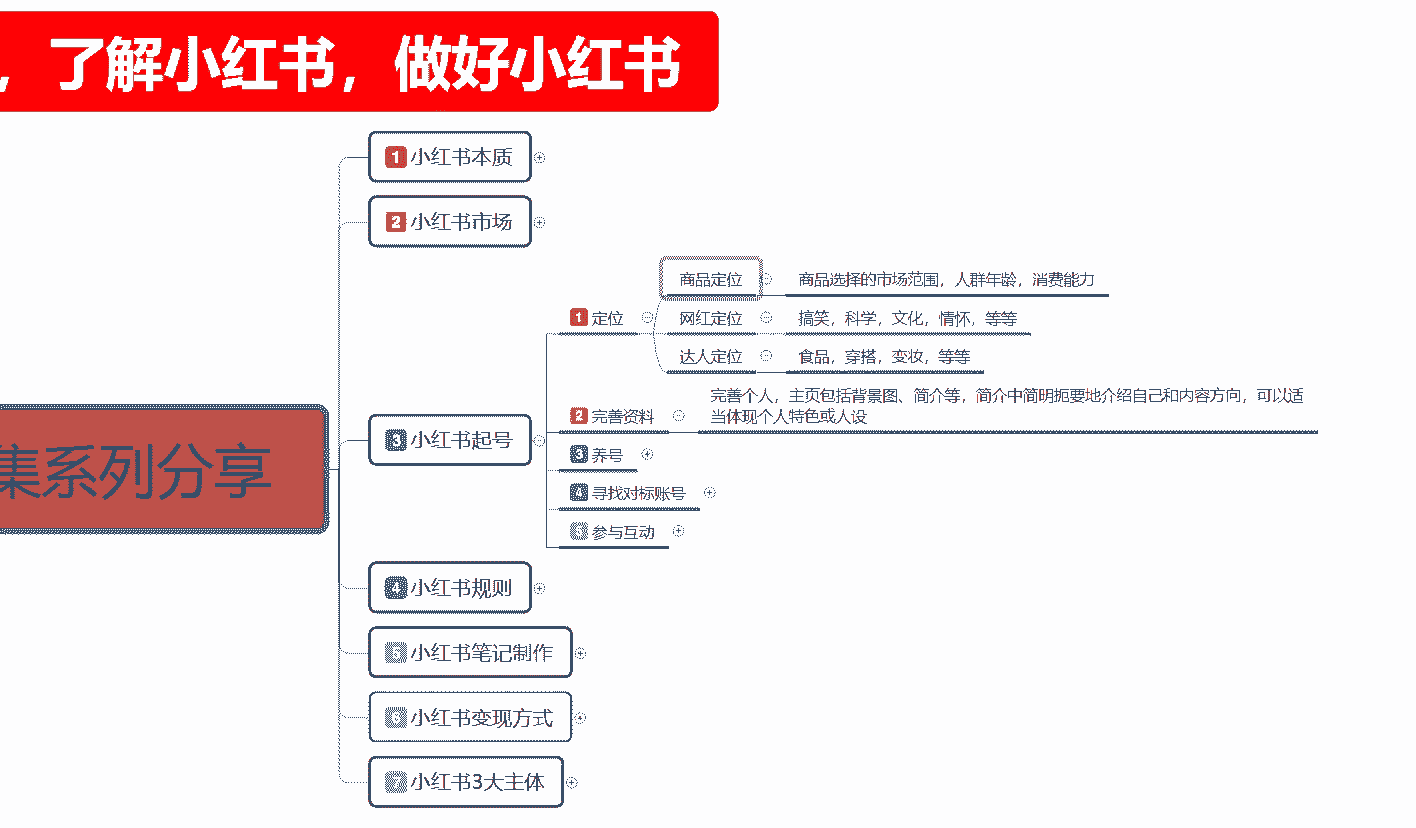 ，了解小红书，做好小红书
1 小红书本质
2 小红书市场
集系列分享
3 小红书起号
1 定位
商品定位
商品选择的市场范围，人群年龄，消费能力
网红定位
搞笑，科学，文化，情怀，等等
达人定位
食品，穿搭，变妆，等等
2 完善资料
完善个人，主页包括背景图、简介等，简介中简明扼要地介绍自己和内容方向，可以适
当体现个人特色或人设
3 养号
4 寻找对标账号
5 参与互动
4 小红书规则
5 小红书笔记制作
6 小红书变现方式
7 小红书3大主体